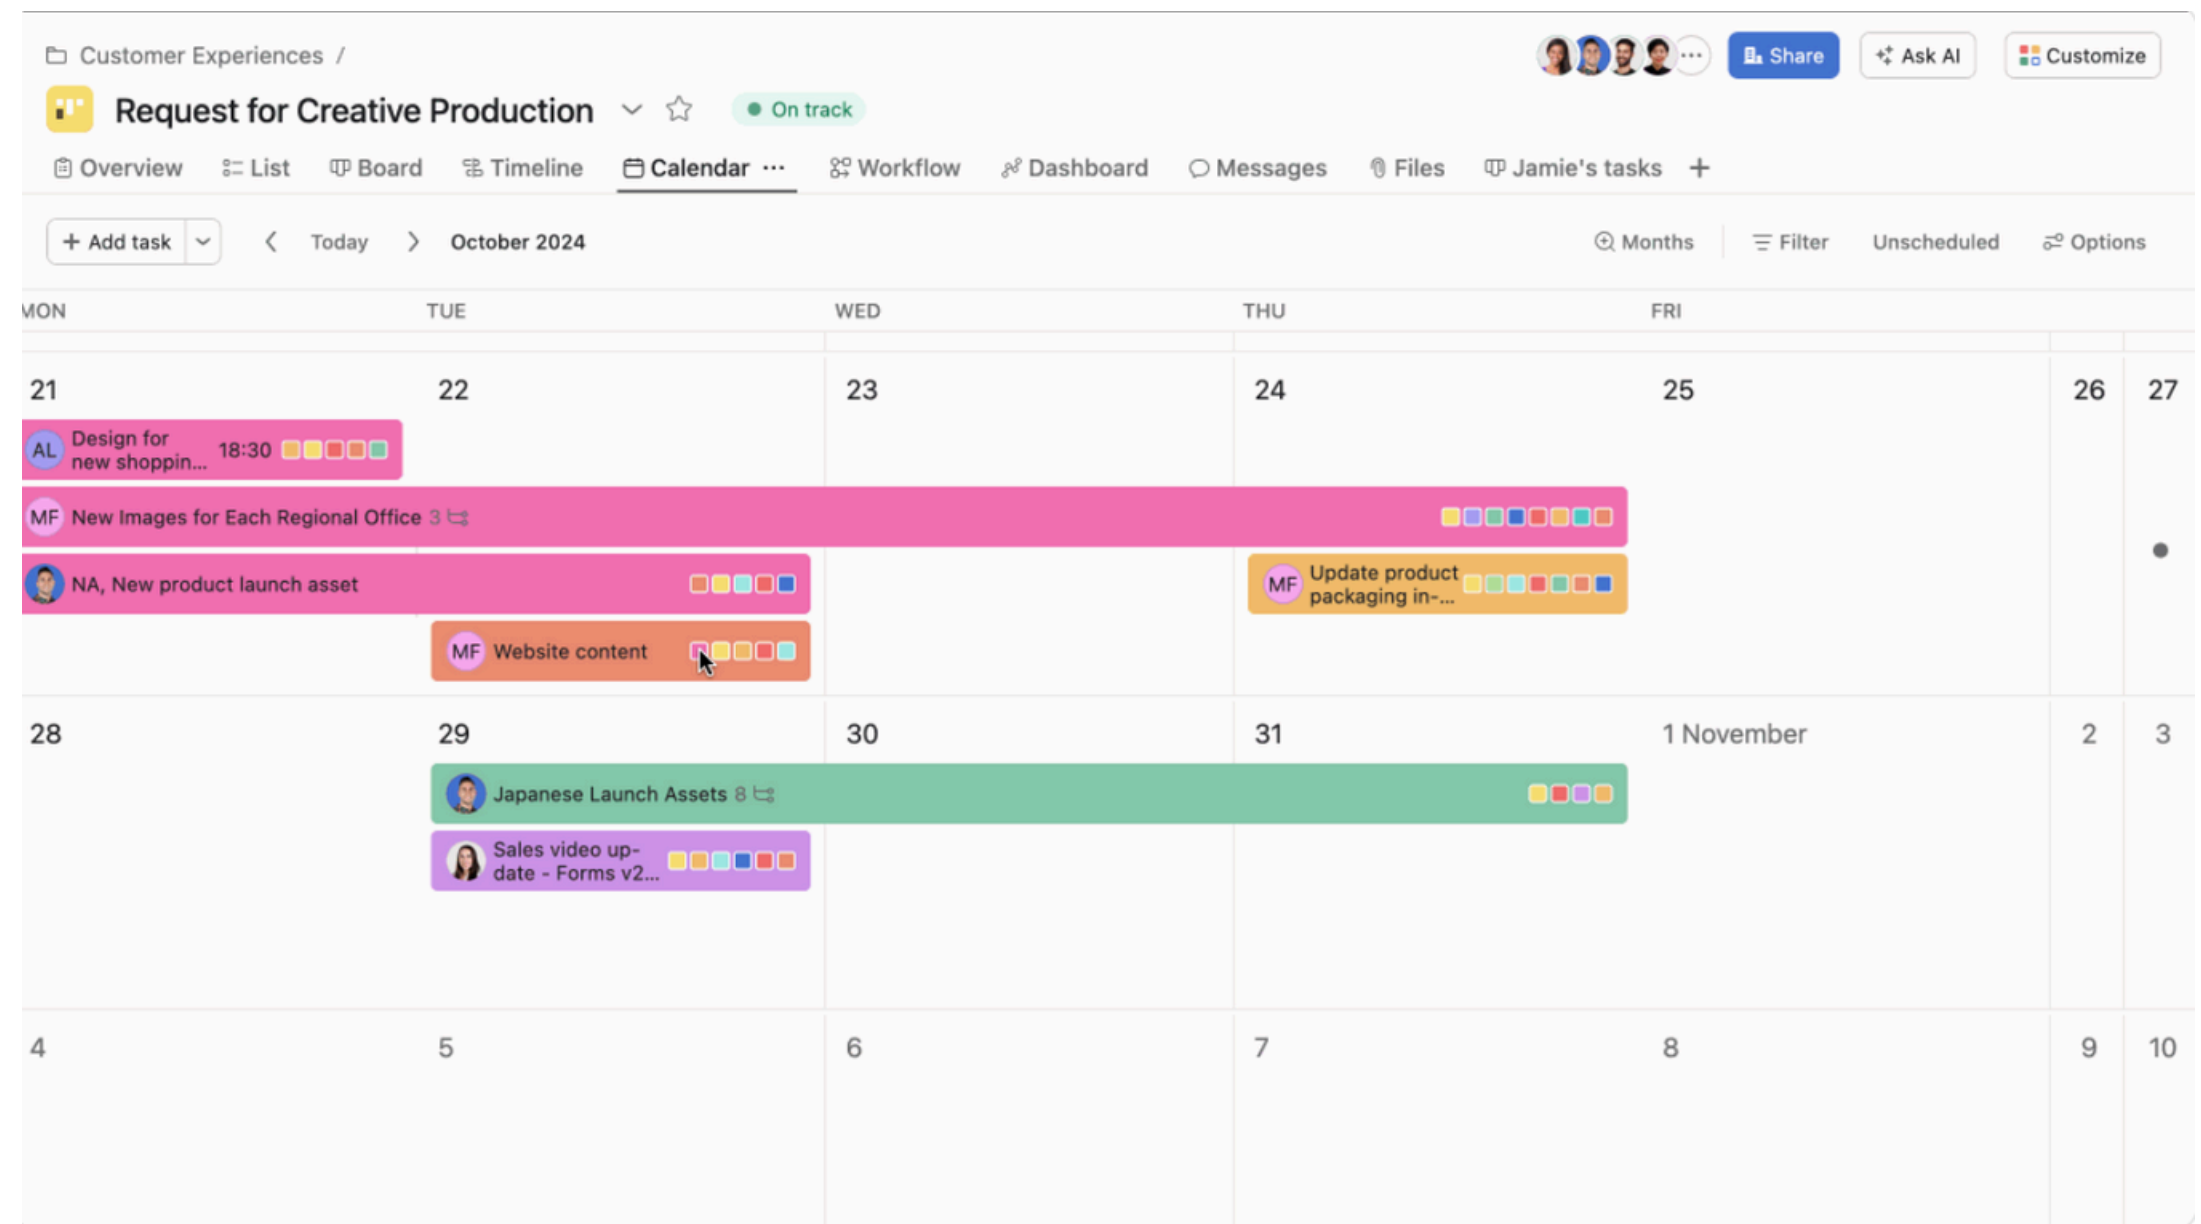 Customer Experiences /
Share
Ask AI
Customize
Request for Creative Production
On track
Overview
List
Board
Timeline
Calendar ...
Workflow
Dashboard
Messages
Files
Jamie's tasks +
+ Add task
Today
October 2024
Months
Filter
Unscheduled
Options
MON
TUE
WED
THU
FRI
21
22
23
24
25
26
27
AL
Design for
new shoppin...
18:30
MF New Images for Each Regional Office 3
NA, New product launch asset
MF
Update product
packaging in-...
MF Website content
28
29
30
31
1 November
2
3
Japanese Launch Assets 8
Sales video up-
date - Forms v2...
4
5
6
7
8
9
10